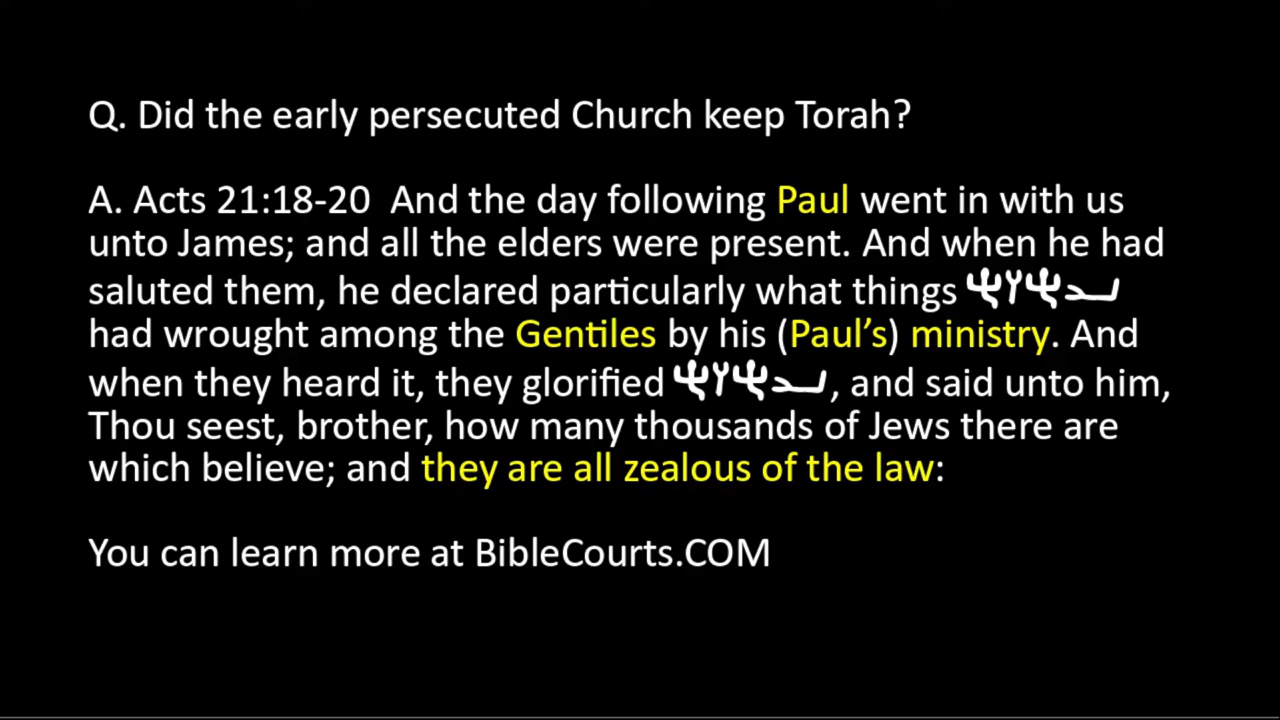 Q. Did the early persecuted Church keep Torah?
A. Acts 21:18-20 And the day following Paul went in with us
unto James; and all the elders were present. And when he had
saluted them, he declared particularly what things 𐤉𐤄𐤅𐤄
had wrought among the Gentiles by his (Paul’s) ministry. And
when they heard it, they glorified 𐤉𐤄𐤅𐤄, and said unto him,
Thou seest, brother, how many thousands of Jews there are
which believe; and they are all zealous of the law:
You can learn more at BibleCourts.COM